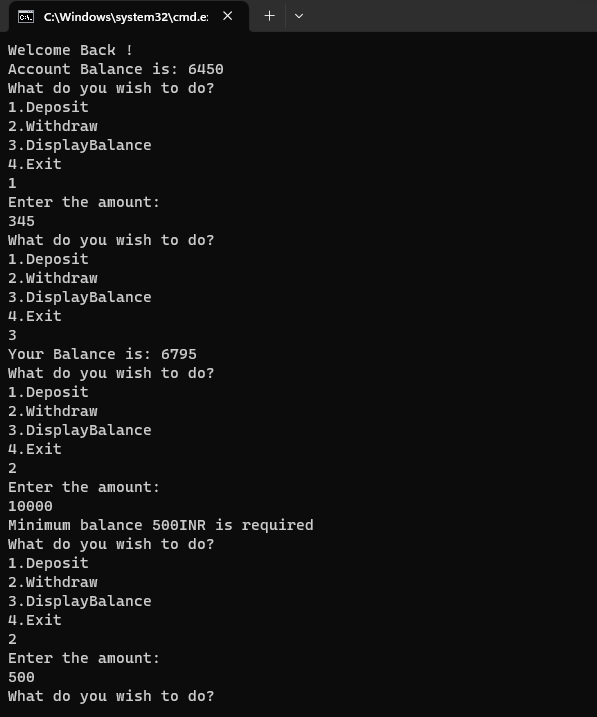 C:\Windows\system32\cmd.e
Welcome Back !
Account Balance is: 6450
What do you wish to do?
1.Deposit
2.Withdraw
3.DisplayBalance
4.Exit
1
Enter the amount:
345
What do you wish to do?
1.Deposit
2.Withdraw
3.DisplayBalance
4.Exit
3
Your Balance is: 6795
What do you wish to do?
1.Deposit
2.Withdraw
3.DisplayBalance
4.Exit
2
Enter the amount:
10000
Minimum balance 500INR is required
What do you wish to do?
1.Deposit
2.Withdraw
3.DisplayBalance
4.Exit
2
Enter the amount:
500
What do you wish to do?